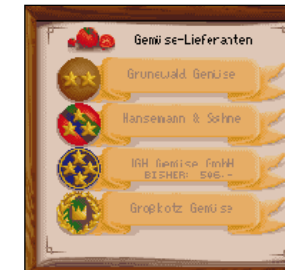 Gemüse-Lieferanten
Grunewald Gemüse
Hansemann & Söhne
IGH Gemüse GmbH
BISHER: 506.-
Großkotz Gemüse